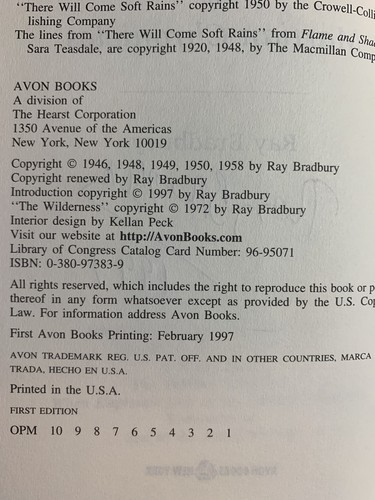 "There Will Come Soft Rains" copyright 1950 by the Crowell-Colli
lishing Company
The lines from "There Will Come Soft Rains" from Flame and Sha
Sara Teasdale, are copyright 1920, 1948, by The Macmillan Comp
AVON BOOKS
A division of
The Hearst Corporation
1350 Avenue of the Americas
New York, New York 10019
Copyright © 1946, 1948, 1949, 1950, 1958 by Ray Bradbury
Copyright renewed by Ray Bradbury
Introduction copyright © 1997 by Ray Bradbury
"The Wilderness" copyright © 1972 by Ray Bradbury
Interior design by Kellan Peck
Visit our website at http://AvonBooks.com
Library of Congress Catalog Card Number: 96-95071
ISBN: 0-380-97383-9
All rights reserved, which includes the right to reproduce this book or p
thereof in any form whatsoever except as provided by the U.S. Cop
Law. For information address Avon Books.
First Avon Books Printing: February 1997
AVON TRADEMARK REG. U.S. PAT. OFF. AND IN OTHER COUNTRIES, MARCA
TRADA, HECHO EN U.S.A.
Printed in the U.S.A.
FIRST EDITION
OPM 10 9 8 7 6 5 4 3 2 1